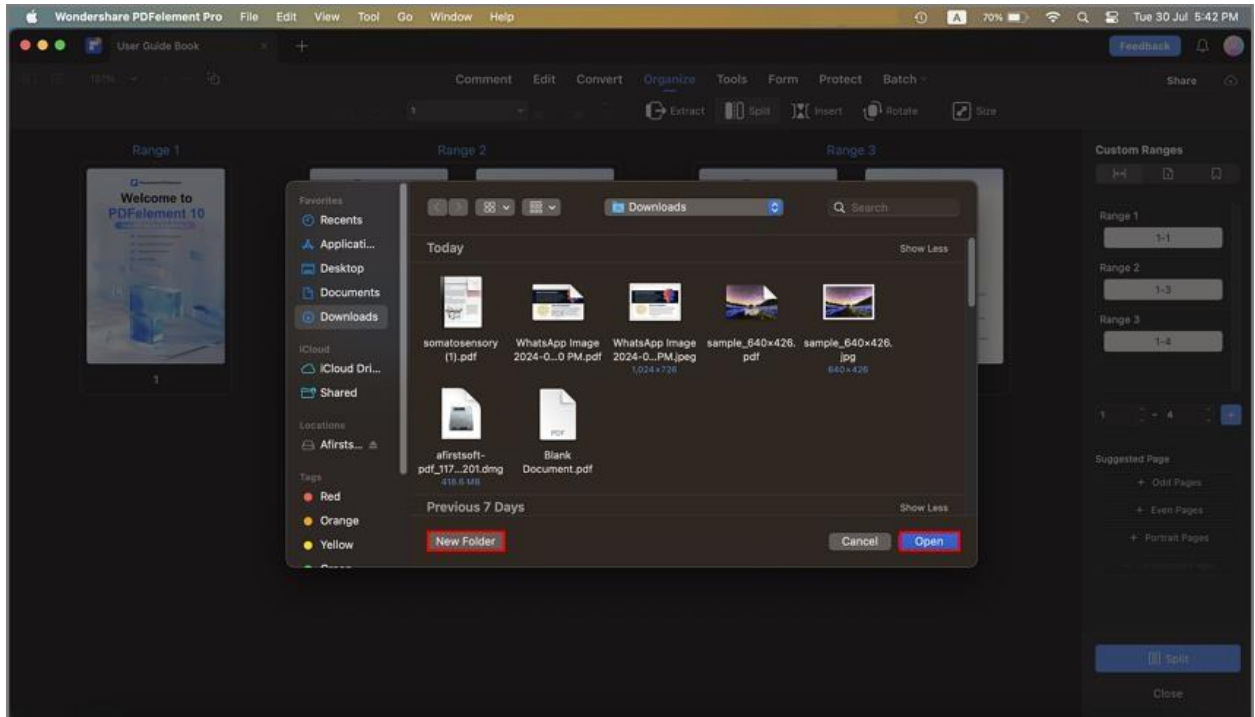 Wondershare PDFelement Pro File Edit View Tool Go Window Help A 70% Tue 30 Jul 5:42 PM
User Guide Book × + Feedback
Comment Edit Convert Organize Tools Form Protect Batch Share
1 Extract Split Insert Rotate Size
Range 1 Range 2 Range 3
Welcome to
PDFelement 10
1
Favorites
Recents
Applicati...
Desktop
Documents
Downloads
iCloud
iCloud Dri...
Shared
Locations
Afirsts...
Tags
Red
Orange
Yellow
Green
Downloads Search
Today Show Less
somatosensory
(1).pdf
WhatsApp Image
2024-0...0 PM.pdf
WhatsApp Image
2024-0...PM.jpeg
1,024×726
sample_640×426.
pdf
sample_640×426.
jpg
640×426
afirstsoft-
pdf_117...201.dmg
418.6 MB
PDF
Blank
Document.pdf
Previous 7 Days Show Less
New Folder Cancel Open
Custom Ranges
Range 1
1-1
Range 2
1-3
Range 3
1-4
1 - 4 +
Suggested Page
+ Odd Pages
+ Even Pages
+ Portrait Pages
Split
Close